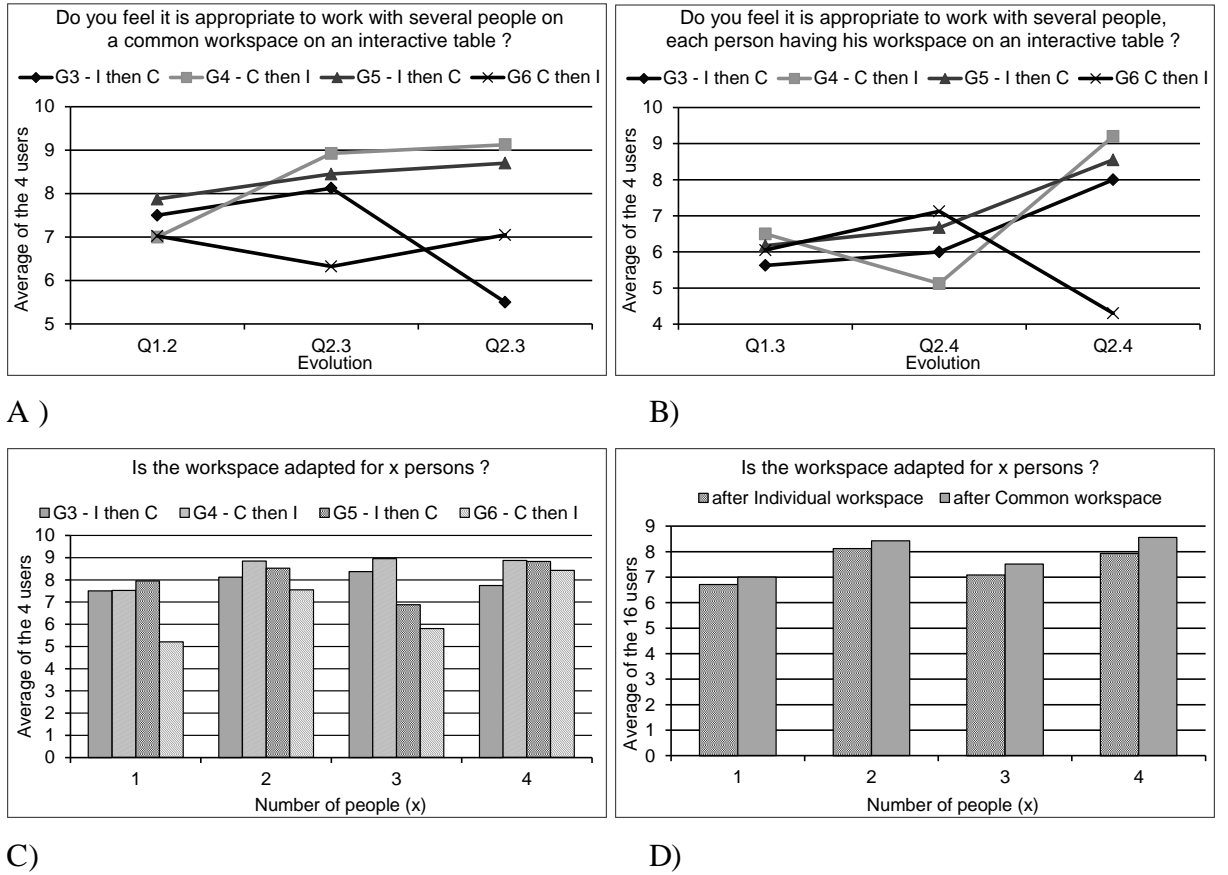 Do you feel it is appropriate to work with several people on
a common workspace on an interactive table ?
G3 - I then C G4 - C then I G5 - I then C G6 C then I
10
9
8
7
6
5
Average of the 4 users
Q1.2 Q2.3 Q2.3
Evolution
A )
Do you feel it is appropriate to work with several people,
each person having his workspace on an interactive table ?
G3 - I then C G4 - C then I G5 - I then C G6 C then I
10
9
8
7
6
5
4
Average of the 4 users
Q1.3 Q2.4 Q2.4
Evolution
B)
Is the workspace adapted for x persons ?
G3 - I then C G4 - C then I G5 - I then C G6 - C then I
10
9
8
7
6
5
4
3
2
1
0
Average of the 4 users
1 2 3 4
Number of people (x)
C)
Is the workspace adapted for x persons ?
after Individual workspace after Common workspace
9
8
7
6
5
4
3
2
1
0
Average of the 16 users
1 2 3 4
Number of people (x)
D)